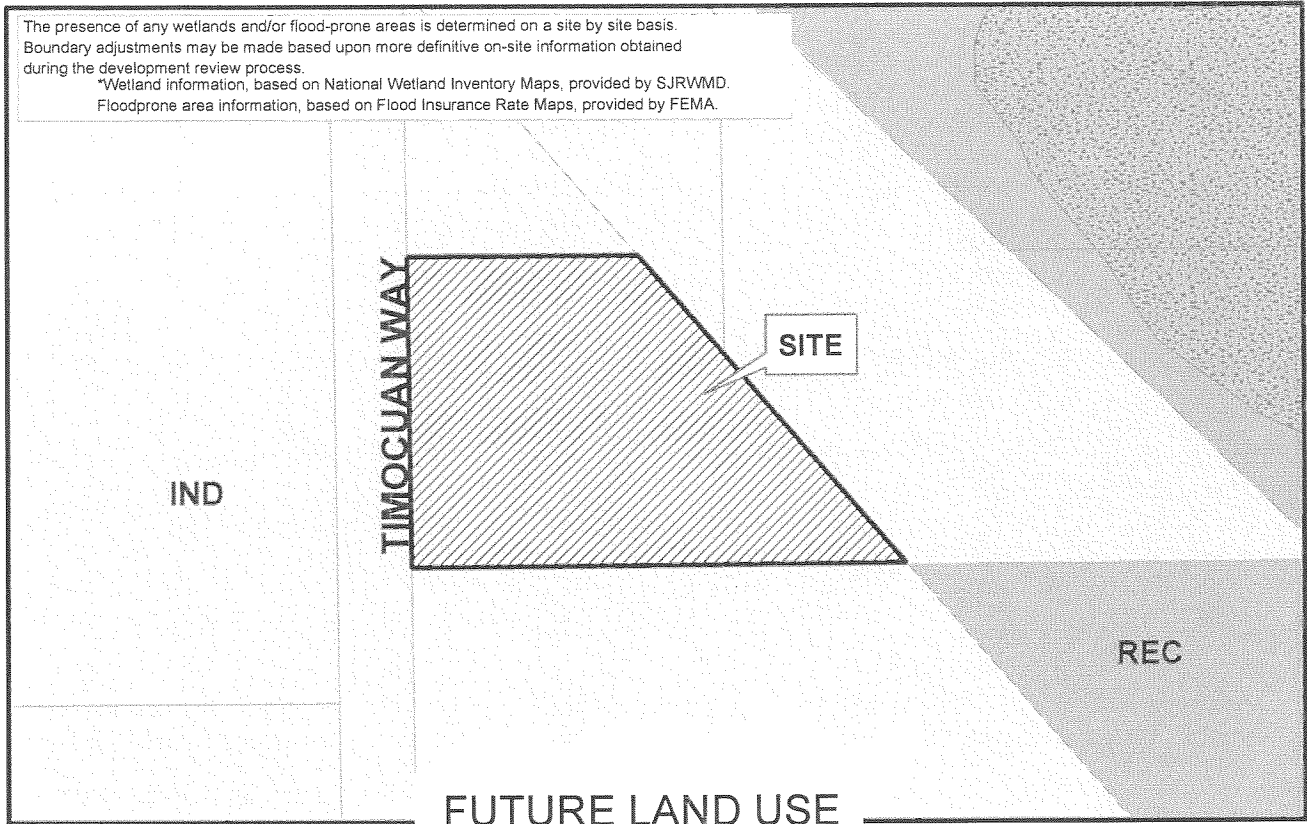 The presence of any wetlands and/or flood-prone areas is determined on a site by site basis.
Boundary adjustments may be made based upon more definitive on-site information obtained
during the development review process.
*Wetland information, based on National Wetland Inventory Maps, provided by SJRWMD.
Floodprone area information, based on Flood Insurance Rate Maps, provided by FEMA.
TIMOCUAN WAY
SITE
IND
REC
FUTURE LAND USE